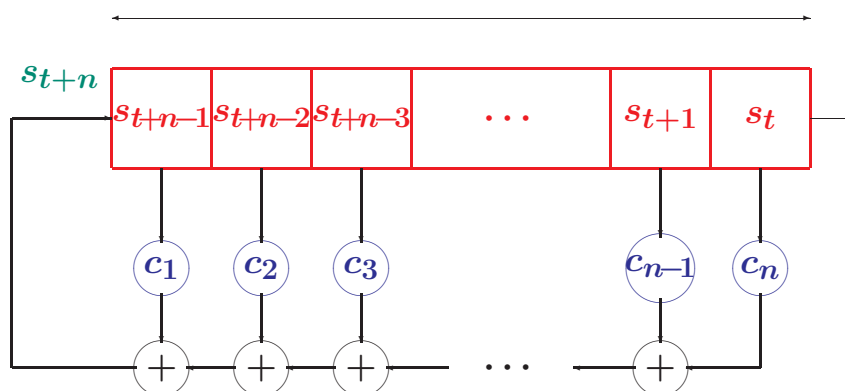 s_{t+n}
s_{t+n-1} s_{t+n-2} s_{t+n-3} ... s_{t+1} s_t
c_1 c_2 c_3 c_{n-1} c_n
+ + + ... +